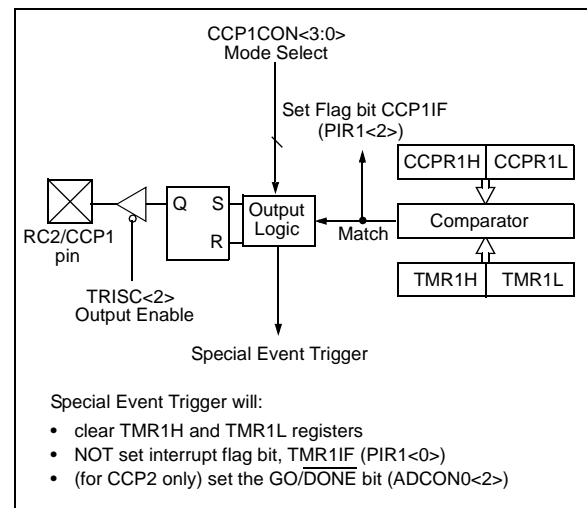 CCP1CON<3:0>
Mode Select
Set Flag bit CCP1IF
(PIR1<2>)
CCPR1H CCPR1L
Q S
R
Output
Logic
Match
Comparator
RC2/CCP1
pin
TRISC<2>
Output Enable
TMR1H TMR1L
Special Event Trigger
Special Event Trigger will:
• clear TMR1H and TMR1L registers
• NOT set interrupt flag bit, TMR1IF (PIR1<0>)
• (for CCP2 only) set the GO/DONE bit (ADCON0<2>)